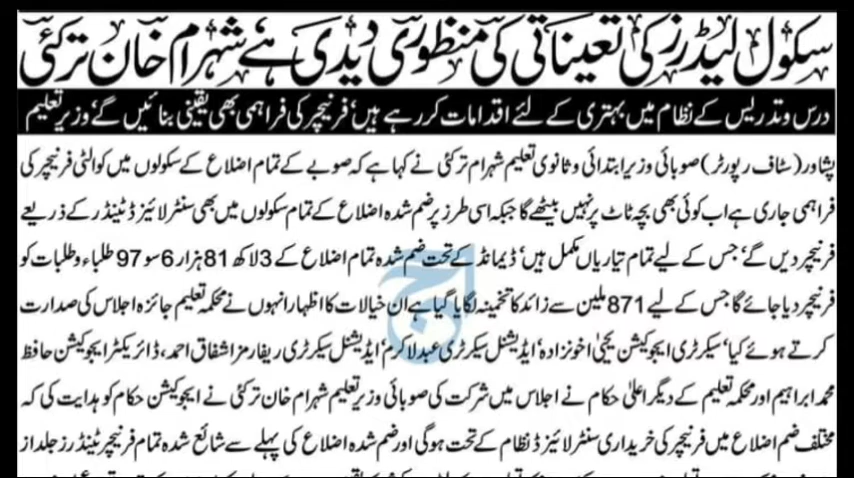 سکول لیڈرز کی تعیناتی کی منظوری دیدی ہے شہرام خان ترکئی
درس و تدریس کے نظام میں بہتری کے لئے اقدامات کر رہے ہیں، فرنیچر کی فراہمی بھی یقینی بنائیں گے، وزیر تعلیم
پشاور (سٹاف رپورٹر) صوبائی وزیر ابتدائی و ثانوی تعلیم شہرام ترکئی نے کہا ہے کہ صوبے کے تمام اضلاع کے سکولوں میں کوالٹی فرنیچر کی
فراہمی جاری ہے اب کوئی بھی بچہ ٹاٹ پر نہیں بیٹھے گا جبکہ اسی طرز پر ضم شدہ اضلاع کے تمام سکولوں میں بھی سنٹرلائیزڈ ٹینڈر کے ذریعے
فرنیچر دیں گے، جس کے لیے تمام تیاریاں مکمل ہیں، ڈیمانڈ کے تحت ضم شدہ تمام اضلاع کے 3 لاکھ 81 ہزار 6 سو 97 طلباء و طلبات کو
فرنیچر دیا جائے گا جس کے لیے 871 ملین سے زائد کا تخمینہ لگایا گیا ہے ان خیالات کا اظہار انہوں نے محکمہ تعلیم جائزہ اجلاس کی صدارت
کرتے ہوئے کیا، سیکرٹری ایجوکیشن یحییٰ اخونزادہ، ایڈیشنل سیکرٹری عبدالاکرم، ایڈیشنل سیکرٹری ریفارمز اشفاق احمد، ڈائریکٹر ایجوکیشن حافظ
محمد ابراہیم اور محکمہ تعلیم کے دیگر اعلیٰ حکام نے اجلاس میں شرکت کی صوبائی وزیر تعلیم شہرام خان ترکئی نے ایجوکیشن حکام کو ہدایت کی کہ
مختلف ضم اضلاع میں فرنیچر کی خریداری سنٹرلائیزڈ نظام کے تحت ہوگی اور ضم شدہ اضلاع کی پہلے سے شائع شدہ تمام فرنیچر ٹینڈرز جلد از
آج